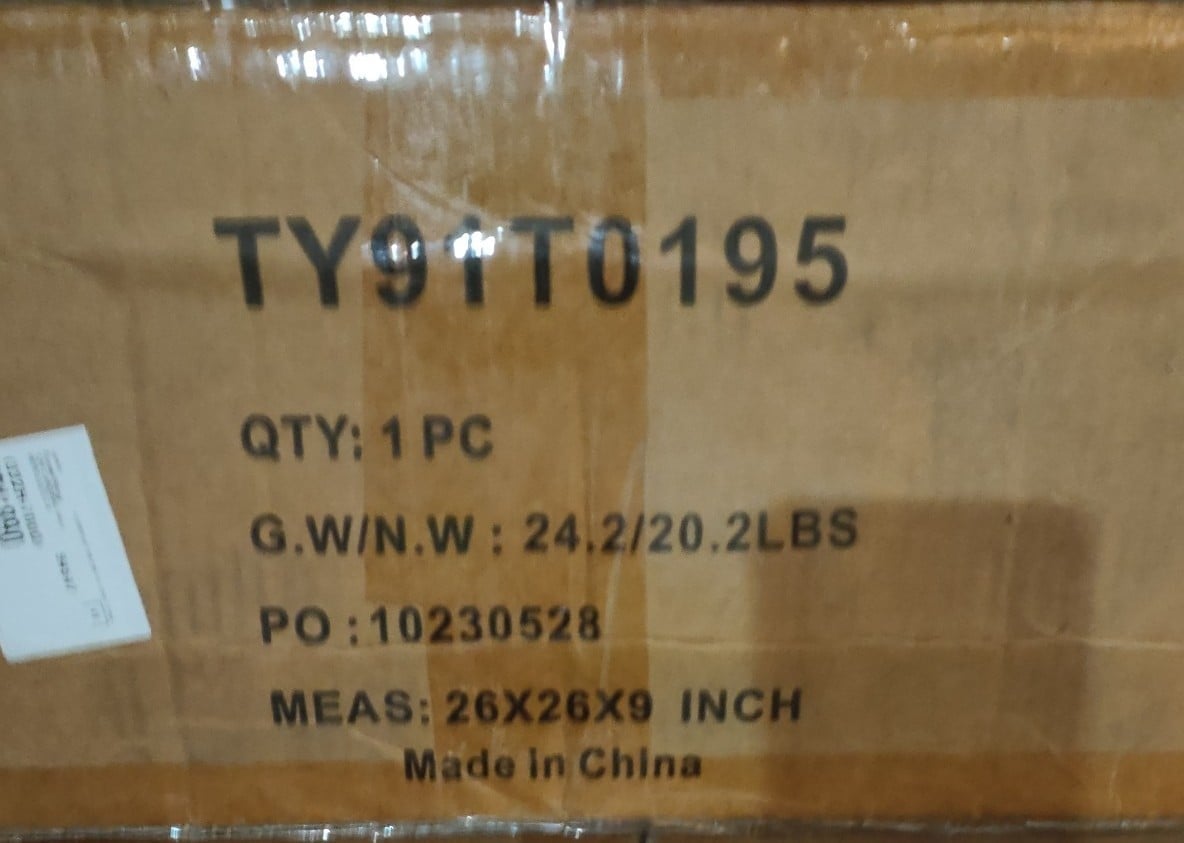 TY91T0195
QTY: 1 PC
G.W/N.W : 24.2/20.2LBS
PO :10230528
MEAS: 26X26X9 INCH
Made in China